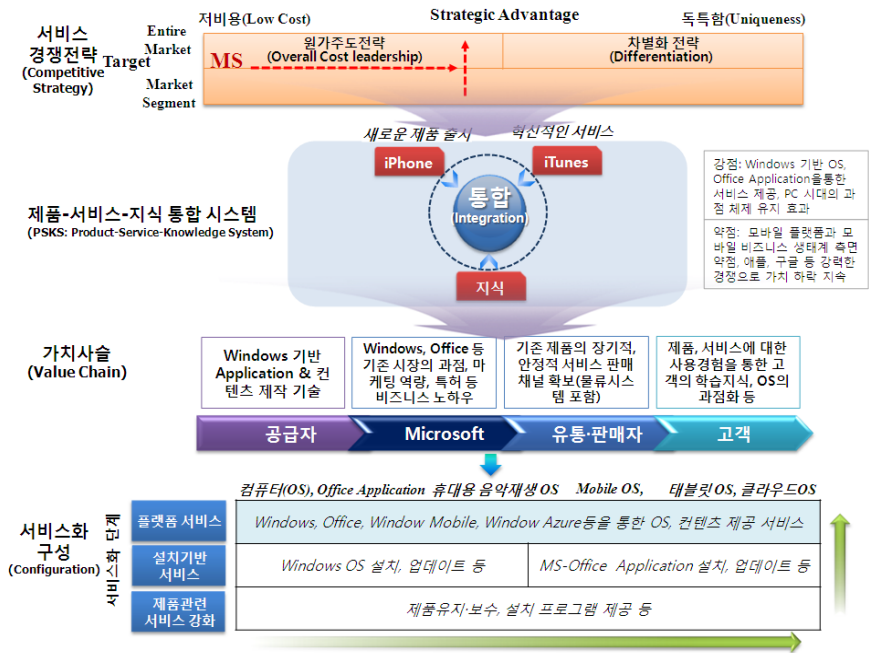 저비용(Low Cost)
Strategic Advantage
독특함(Uniqueness)
서비스
경쟁전략
(Competitive
Strategy)
Target
Entire
Market
Market
Segment
MS
원가주도전략
(Overall Cost leadership)
차별화 전략
(Differentiation)
새로운 제품 출시
혁신적인 서비스
iPhone
iTunes
통합
(Integration)
지식
제품-서비스-지식 통합 시스템
(PSKS: Product-Service-Knowledge System)
강점: Windows 기반 OS,
Office Application을통한
서비스 제공, PC 시대의 과
점 체제 유지 효과
약점: 모바일 플랫폼과 모
바일 비즈니스 생태계 측면
약점, 애플, 구글 등 강력한
경쟁으로 가치 하락 지속
가치사슬
(Value Chain)
Windows 기반
Application & 컨
텐츠 제작 기술
Windows, Office 등
기존 시장의 과점, 마
케팅 역량, 특허 등
비즈니스 노하우
기존 제품의 장기적,
안정적 서비스 판매
채널 확보(물류시스
템 포함)
제품, 서비스에 대한
사용경험을 통한 고
객의 학습지식, OS의
과점화 등
공급자
Microsoft
유통·판매자
고객
컴퓨터(OS), Office Application 휴대용 음악재생 OS Mobile OS, 태블릿 OS, 클라우드OS
서비스화
구성
(Configuration)
서비스화 단계
플랫폼 서비스
Windows, Office, Window Mobile, Window Azure등을 통한 OS, 컨텐츠 제공 서비스
설치기반
서비스
Windows OS 설치, 업데이트 등
MS-Office Application 설치, 업데이트 등
제품관련
서비스 강화
제품유지·보수, 설치 프로그램 제공 등